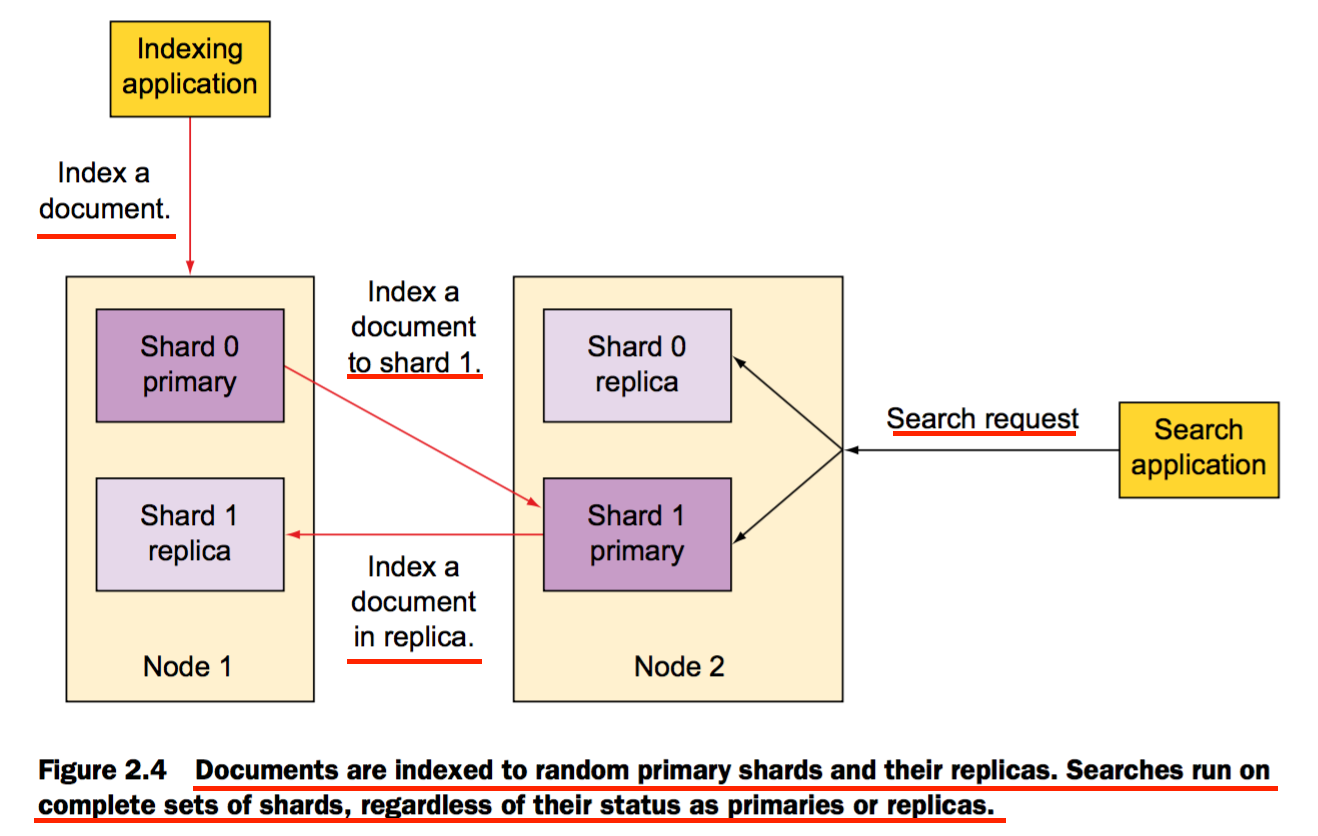 Indexing
application
Index a
document.
Index a
document
to shard 1.
Shard 0
primary
Shard 0
replica
Search request
Search
application
Shard 1
replica
Shard 1
primary
Index a
document
in replica.
Node 1
Node 2
Figure 2.4 Documents are indexed to random primary shards and their replicas. Searches run on
complete sets of shards, regardless of their status as primaries or replicas.